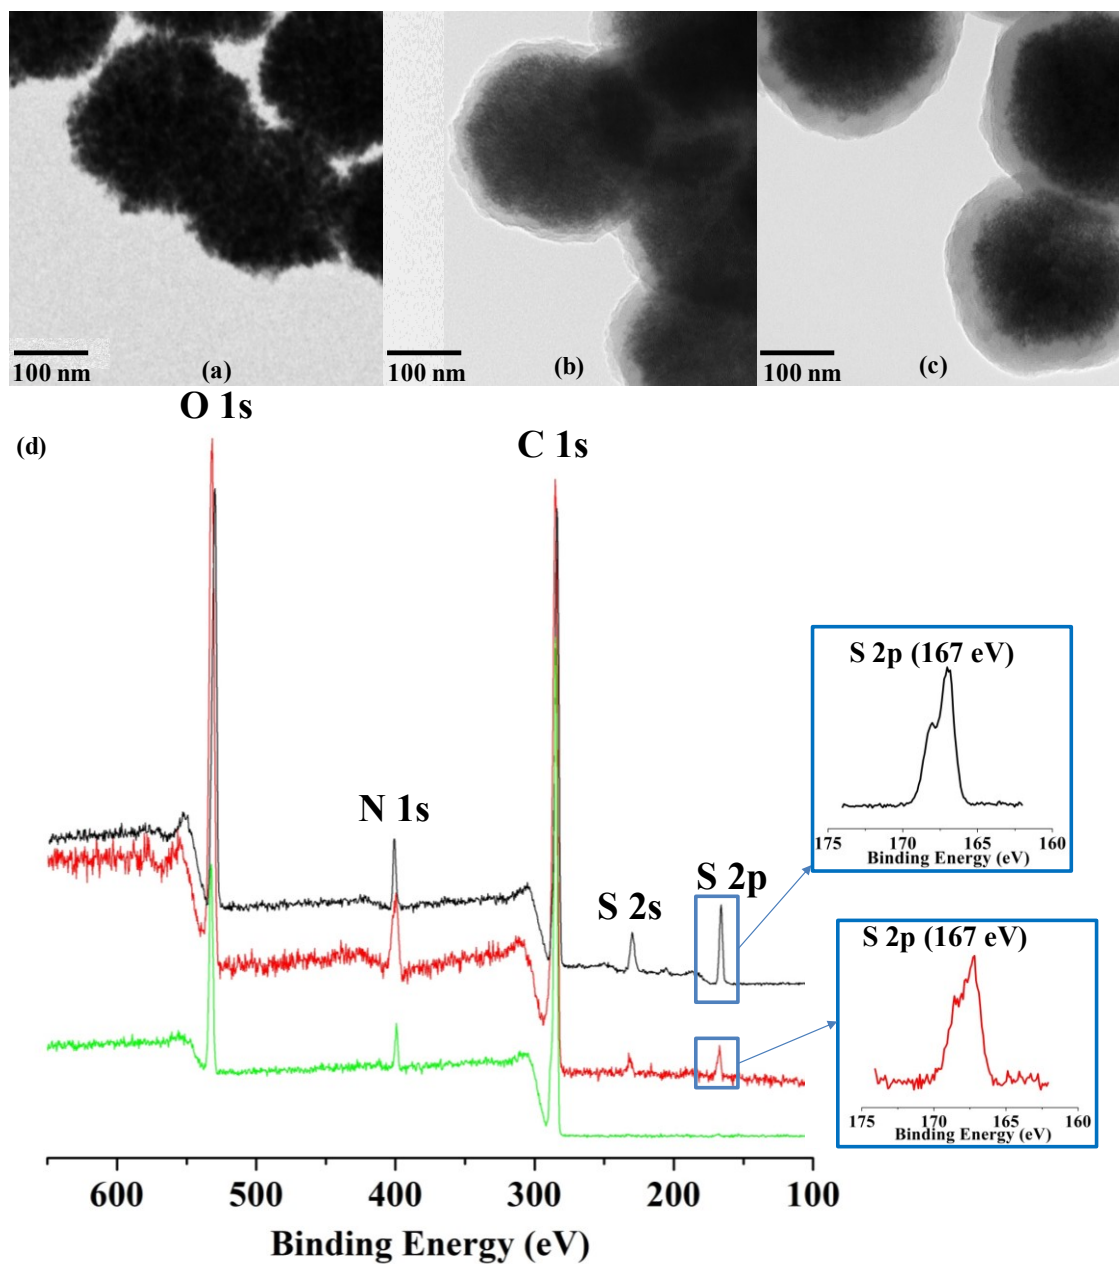 100 nm
(a)
100 nm
(b)
100 nm
(c)
(d)
O 1s
C 1s
N 1s
S 2s
S 2p
S 2p (167 eV)
175 170 165 160
Binding Energy (eV)
S 2p (167 eV)
175 170 165 160
Binding Energy (eV)
600 500 400 300 200 100
Binding Energy (eV)